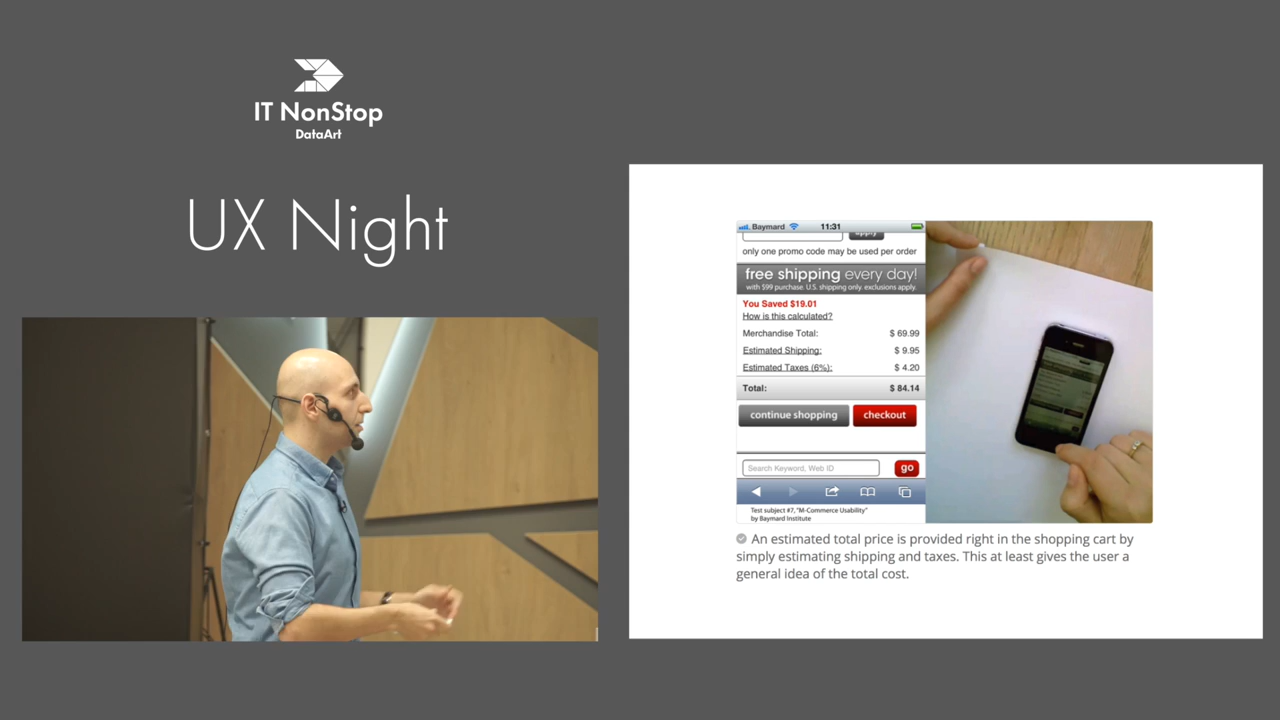 IT NonStop
DataArt
UX Night
Baymard 11:31
apply
only one promo code may be used per order
free shipping every day!
with $99 purchase. U.S. shipping only. exclusions apply.
You Saved $19.01
How is this calculated?
Merchandise Total: $ 69.99
Estimated Shipping: $ 9.95
Estimated Taxes (6%): $ 4.20
Total: $ 84.14
continue shopping checkout
Search Keyword, Web ID go
Test subject #7, "M-Commerce Usability"
by Baymard Institute
An estimated total price is provided right in the shopping cart by
simply estimating shipping and taxes. This at least gives the user a
general idea of the total cost.